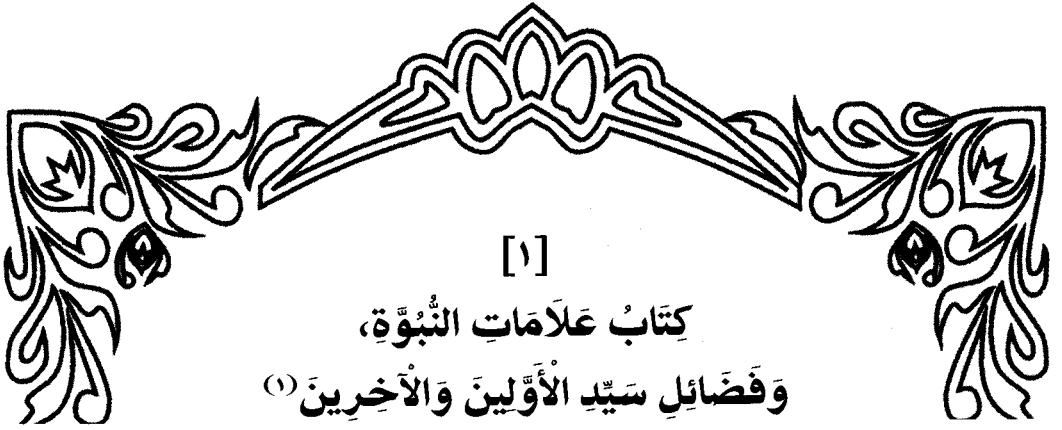 [١]
كِتَابُ عَلَامَاتِ النُّبُوَّةِ،
وَفَضَائِلِ سَيِّدِ الْأَوَّلِينَ وَالْآخِرِينَ(١)